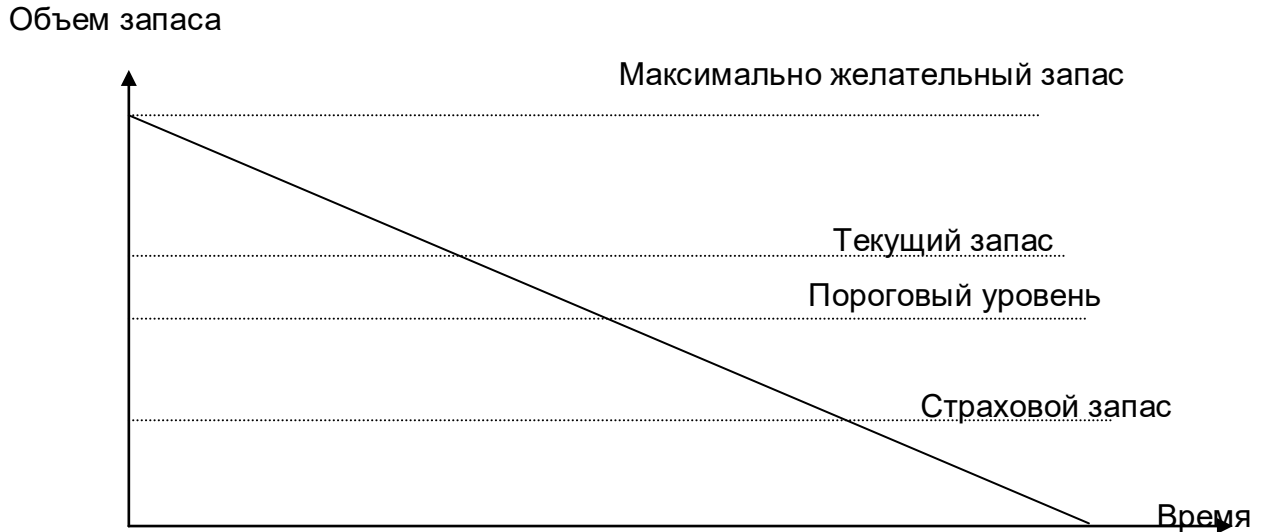 Объем запаса
Максимально желательный запас
Текущий запас
Пороговый уровень
Страховой запас
Время